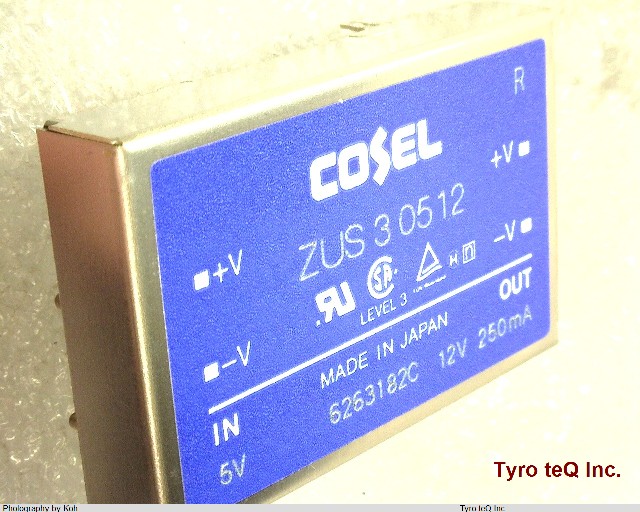 R
COSEL
ZUS 3 0512
+V +V
-V -V
LEVEL 3
MADE IN JAPAN
IN OUT
5V 6263182C 12V 250mA
Tyro teQ Inc.
Photography by Koh Tyro teQ Inc